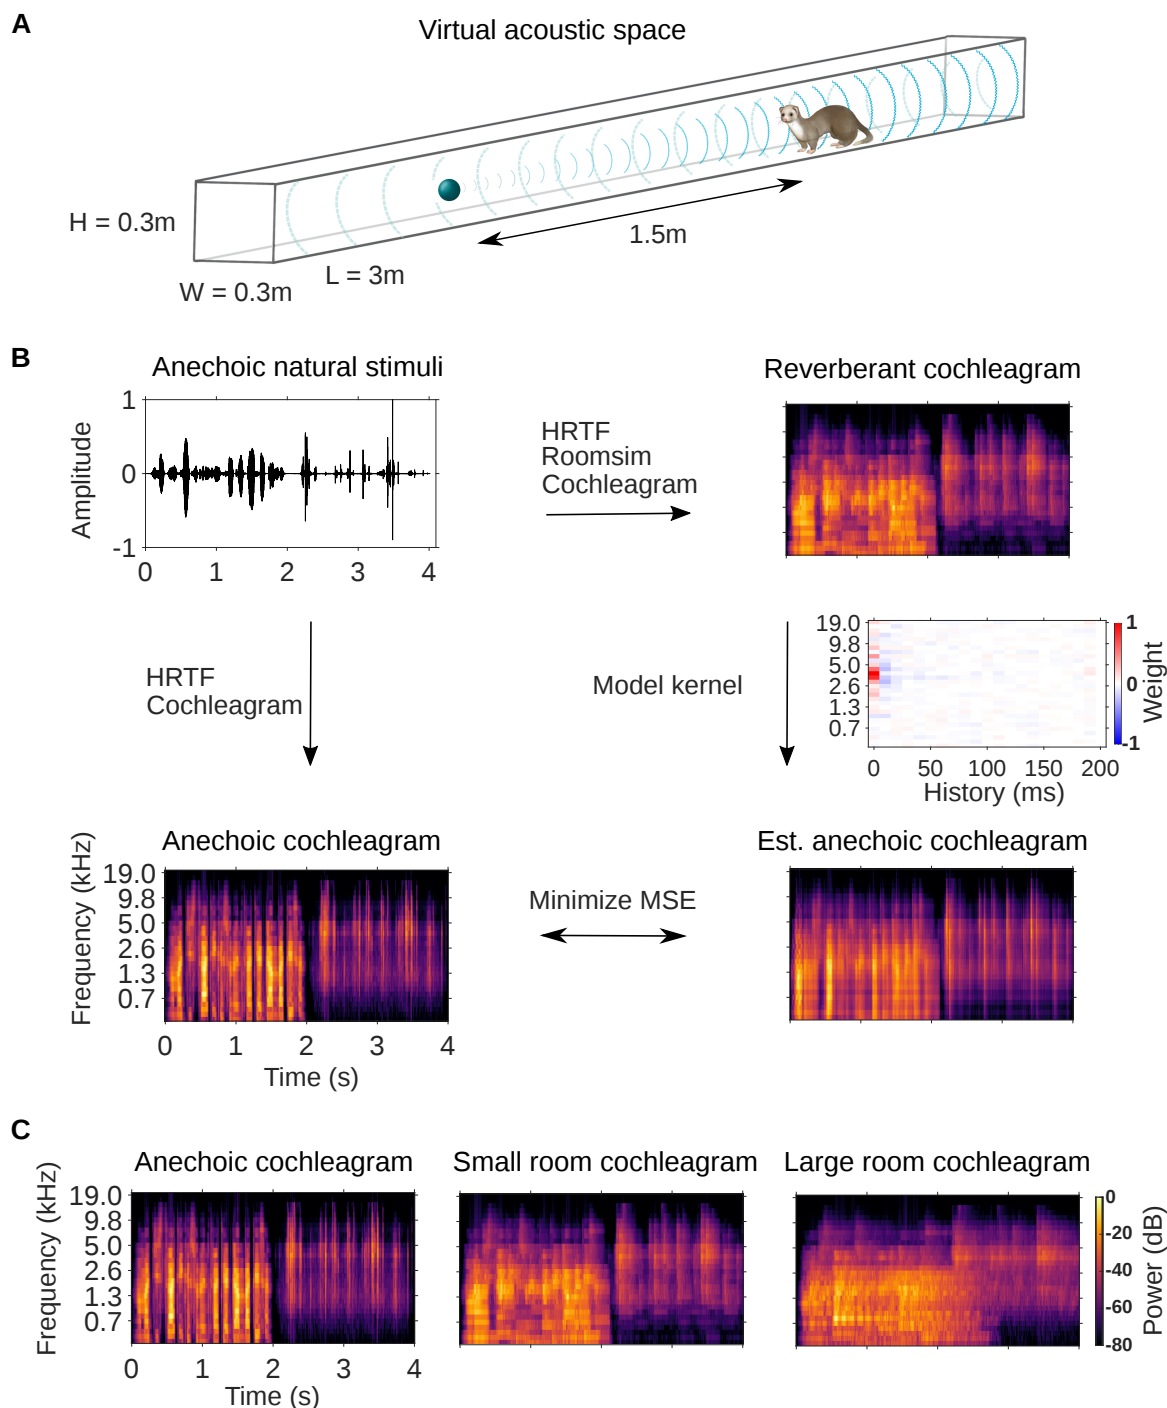 A
Virtual acoustic space
H = 0.3m
W = 0.3m
L = 3m
1.5m
B
Anechoic natural stimuli
Amplitude
1
0
-1
0 1 2 3 4
HRTF
Roomsim
Cochleagram
Reverberant cochleagram
HRTF
Cochleagram
Model kernel
19.0
9.8
5.0
2.6
1.3
0.7
0 50 100 150 200
History (ms)
1
0
-1
Weight
Anechoic cochleagram
Frequency (kHz)
19.0
9.8
5.0
2.6
1.3
0.7
0 1 2 3 4
Time (s)
Minimize MSE
Est. anechoic cochleagram
C
Anechoic cochleagram
Frequency (kHz)
19.0
9.8
5.0
2.6
1.3
0.7
0 1 2 3 4
Time (s)
Small room cochleagram
Large room cochleagram
0
-20
-40
-60
-80
Power (dB)